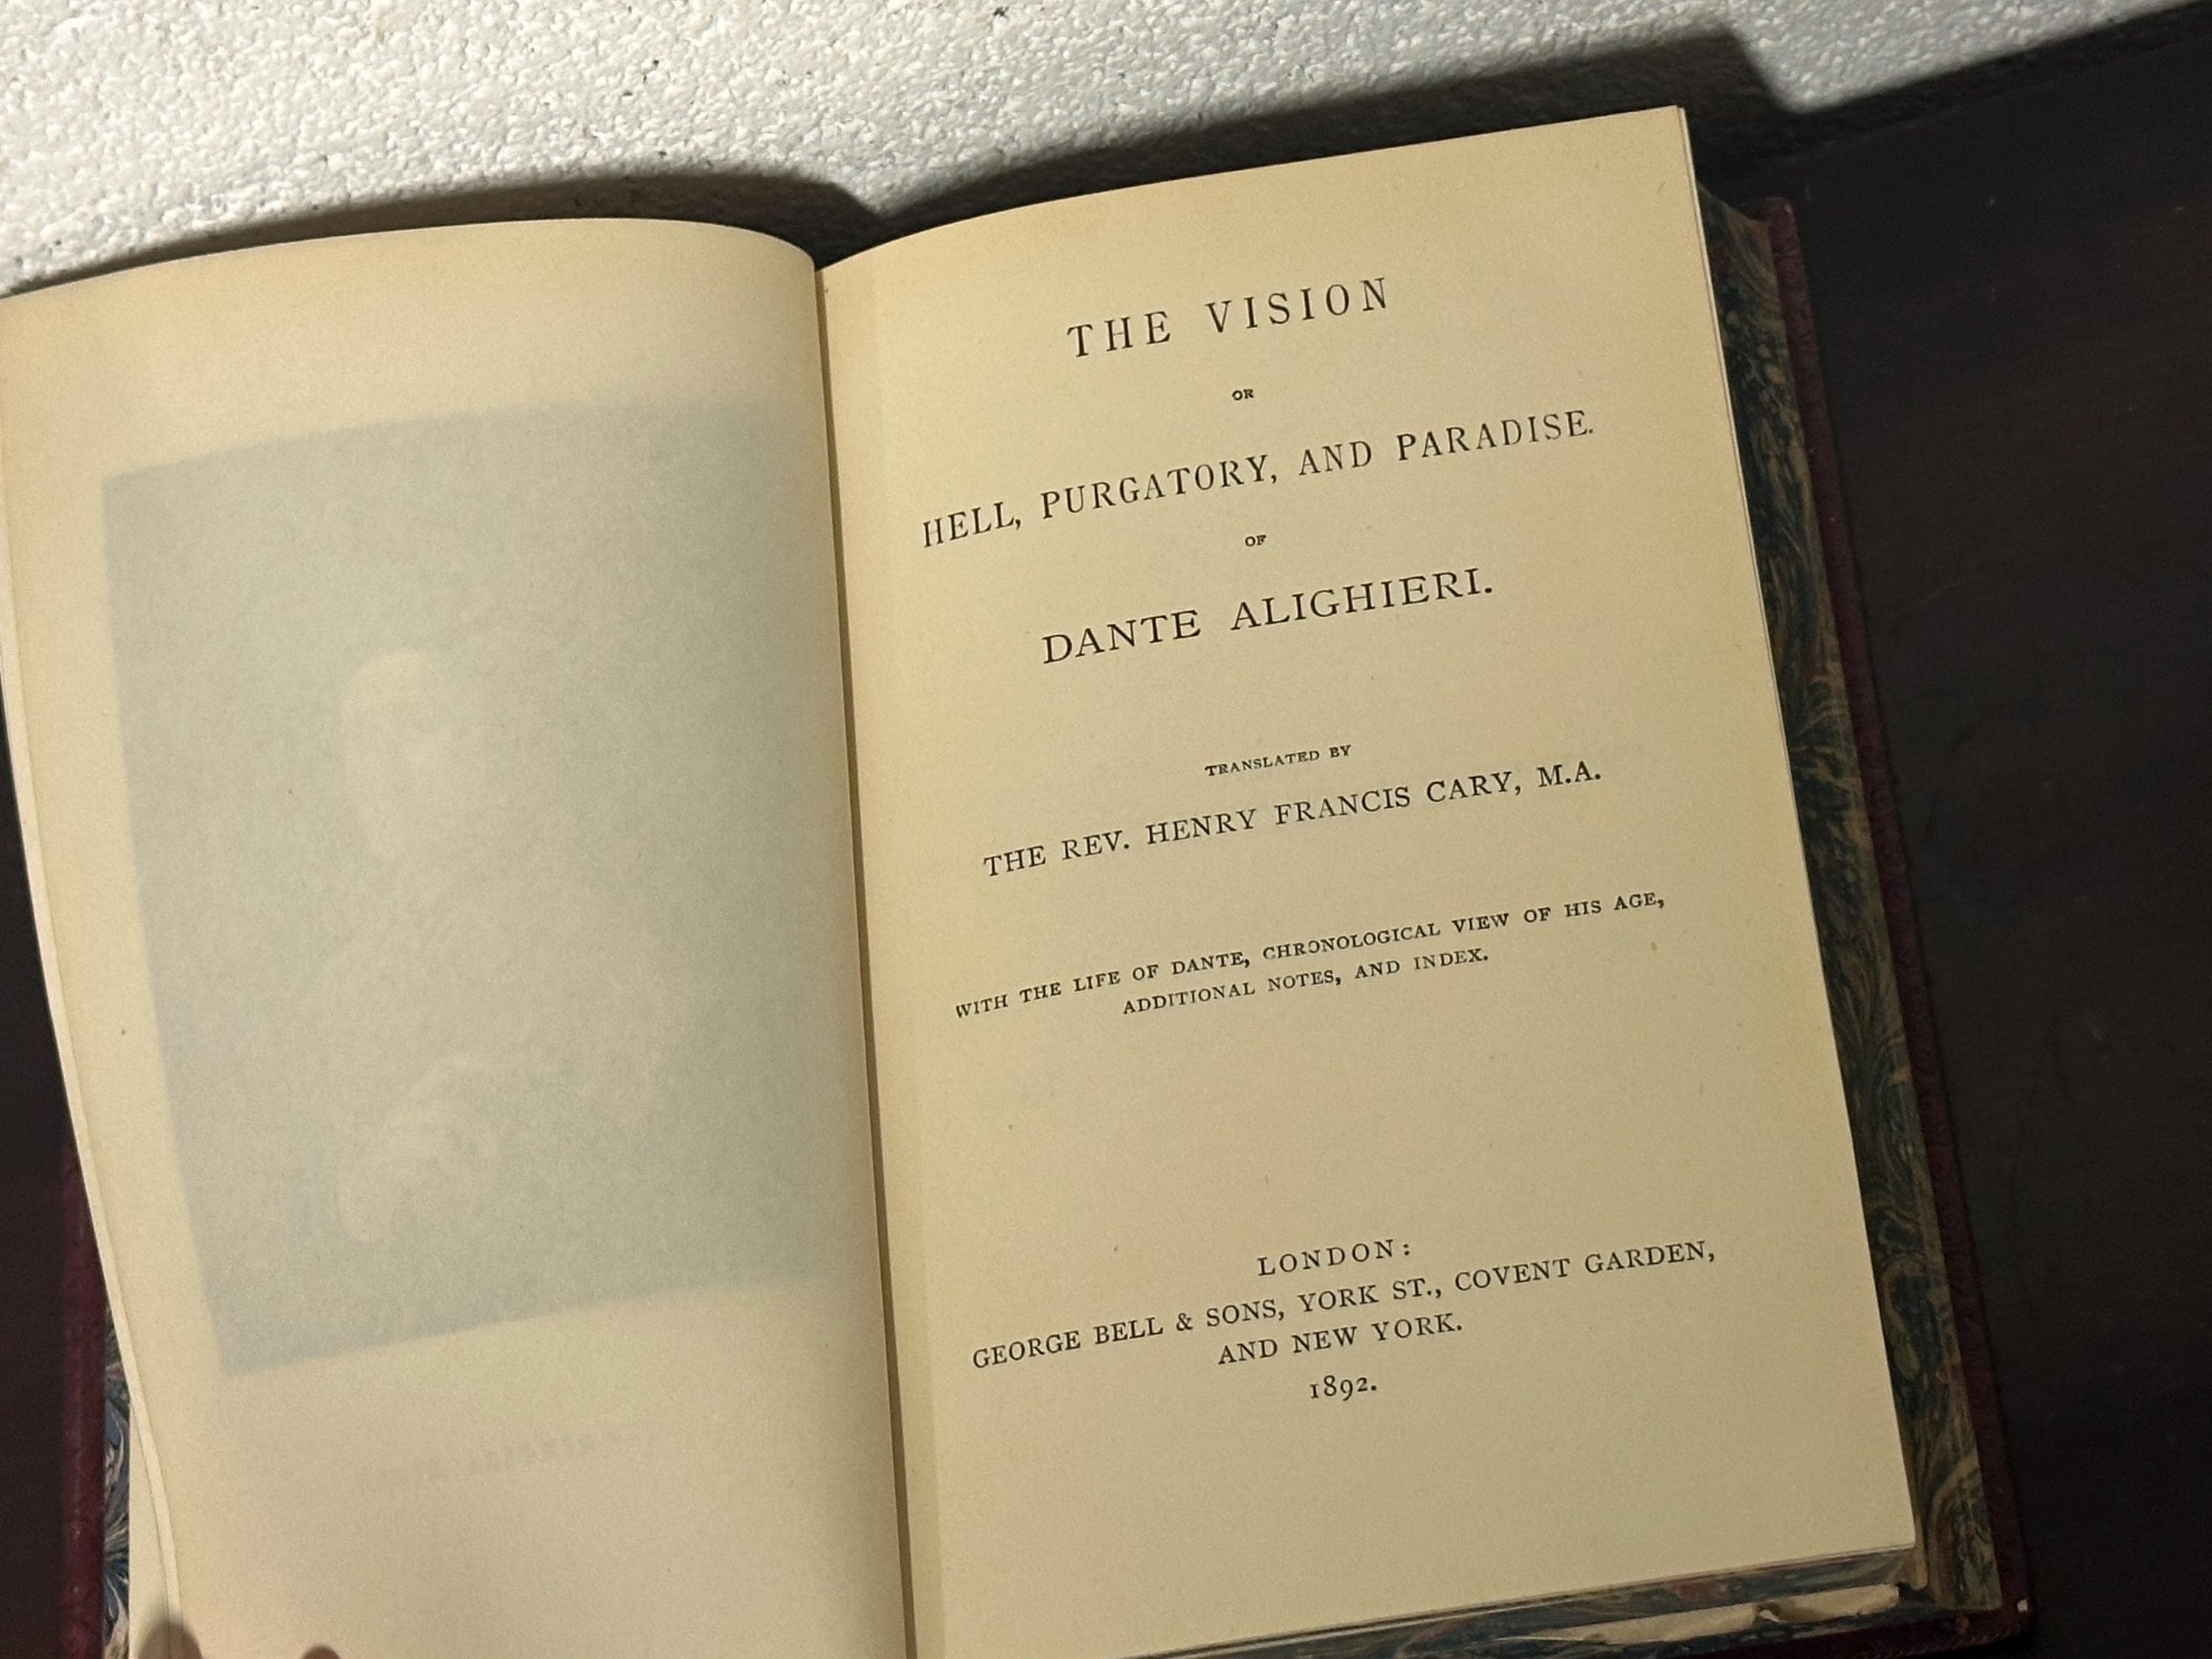 THE VISION
OR
HELL, PURGATORY, AND PARADISE.
OF
DANTE ALIGHIERI.
TRANSLATED BY
THE REV. HENRY FRANCIS CARY, M.A.
WITH THE LIFE OF DANTE, CHRONOLOGICAL VIEW OF HIS AGE,
ADDITIONAL NOTES, AND INDEX.
LONDON:
GEORGE BELL & SONS, YORK ST., COVENT GARDEN,
AND NEW YORK.
1892.